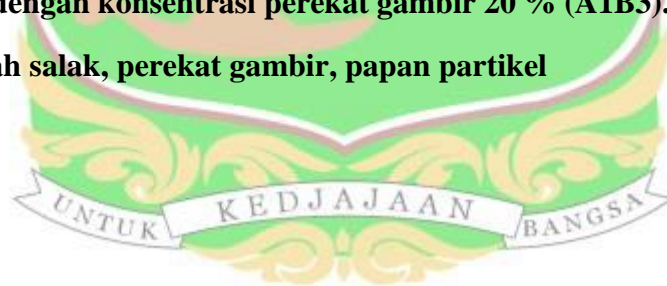 dengan konsentrasi perekat gambir 20 % (A1B3).
ah salak, perekat gambir, papan partikel
UNTUK KEDJAJAAN BANGSA